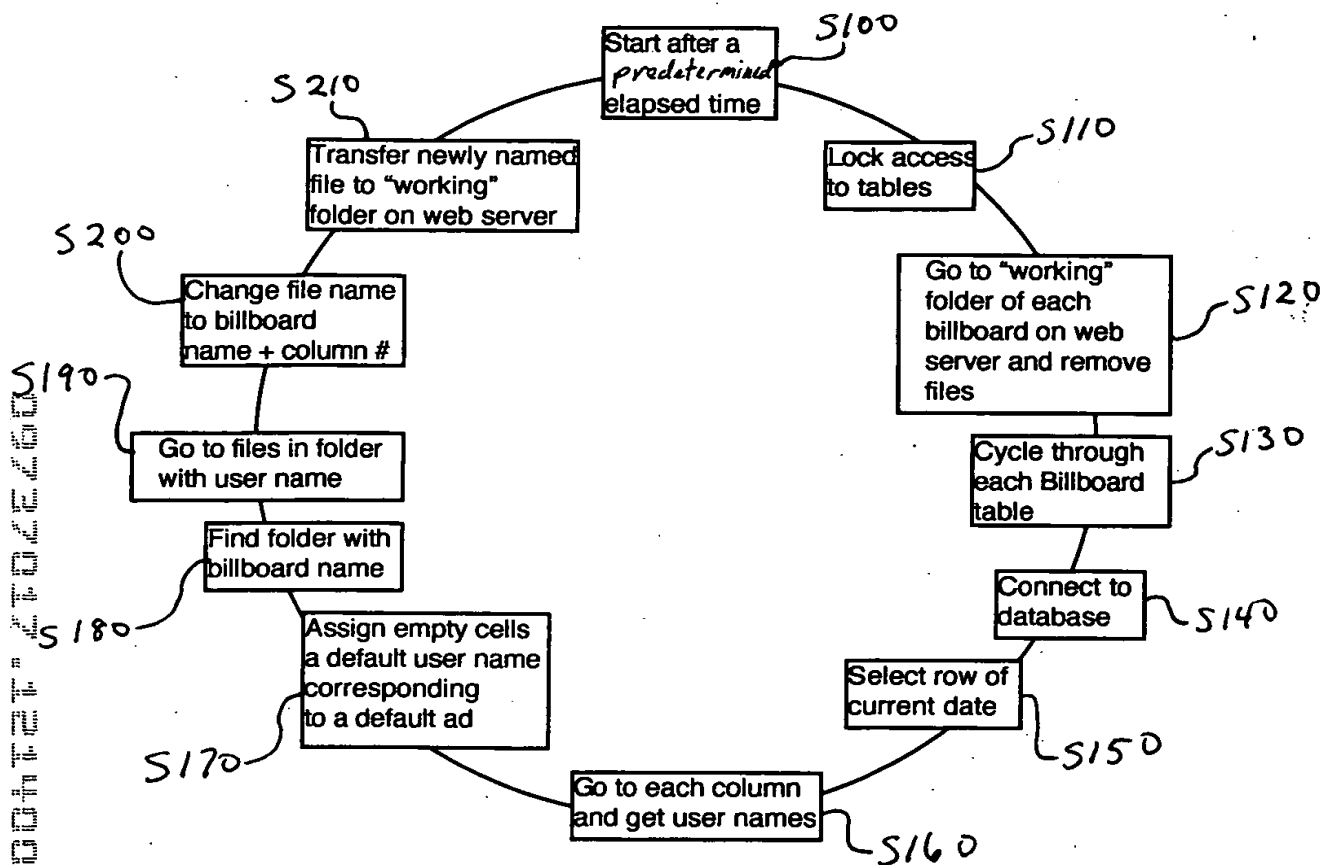 S100
Start after a
predetermined
elapsed time
S110
Lock access
to tables
Go to "working"
folder of each
billboard on web
server and remove
files
S120
Cycle through
each Billboard
table
S130
Connect to
database
S140
Select row of
current date
S150
Go to each column
and get user names
S160
Assign empty cells
a default user name
corresponding
to a default ad
S170
Find folder with
billboard name
S180
Go to files in folder
with user name
S190
Change file name
to billboard
name + column #
S200
Transfer newly named
file to "working"
folder on web server
S210